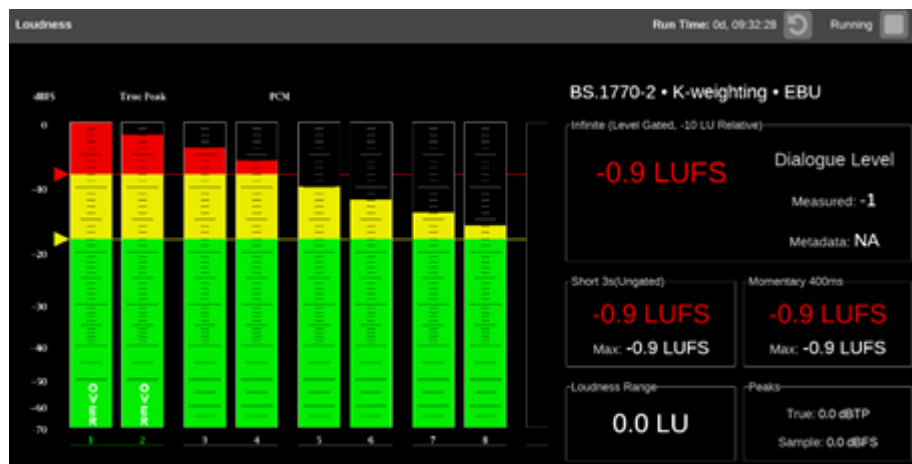 Loudness
Run Time: 0d, 09:32:28
Running
dBFS
True Peak
PCM
0
-10
-20
-30
-40
-50
-60
-70
OVER
OVER
1
2
3
4
5
6
7
8
BS.1770-2 • K-weighting • EBU
Infinite (Level Gated, -10 LU Relative)
-0.9 LUFS
Dialogue Level
Measured: -1
Metadata: NA
Short 3s(Ungated)
-0.9 LUFS
Max: -0.9 LUFS
Momentary 400ms
-0.9 LUFS
Max: -0.9 LUFS
Loudness Range
0.0 LU
Peaks
True: 0.0 dBTP
Sample: 0.0 dBFS